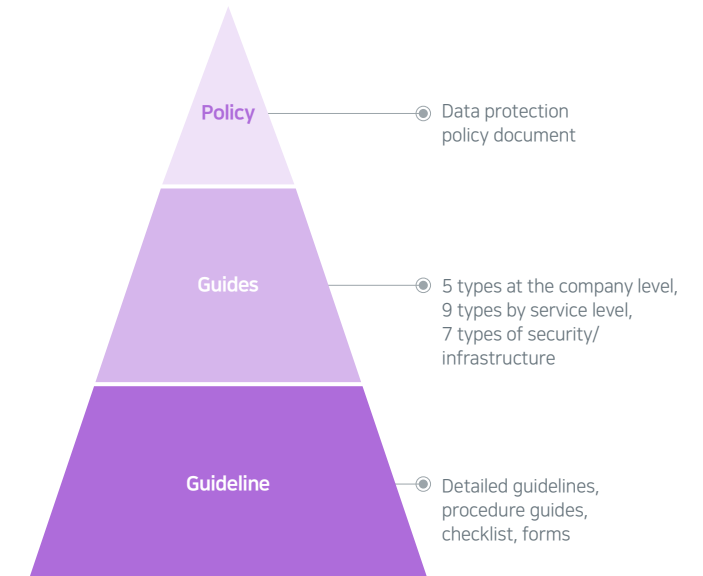 Policy
Data protection
policy document
Guides
5 types at the company level,
9 types by service level,
7 types of security/
infrastructure
Guideline
Detailed guidelines,
procedure guides,
checklist, forms